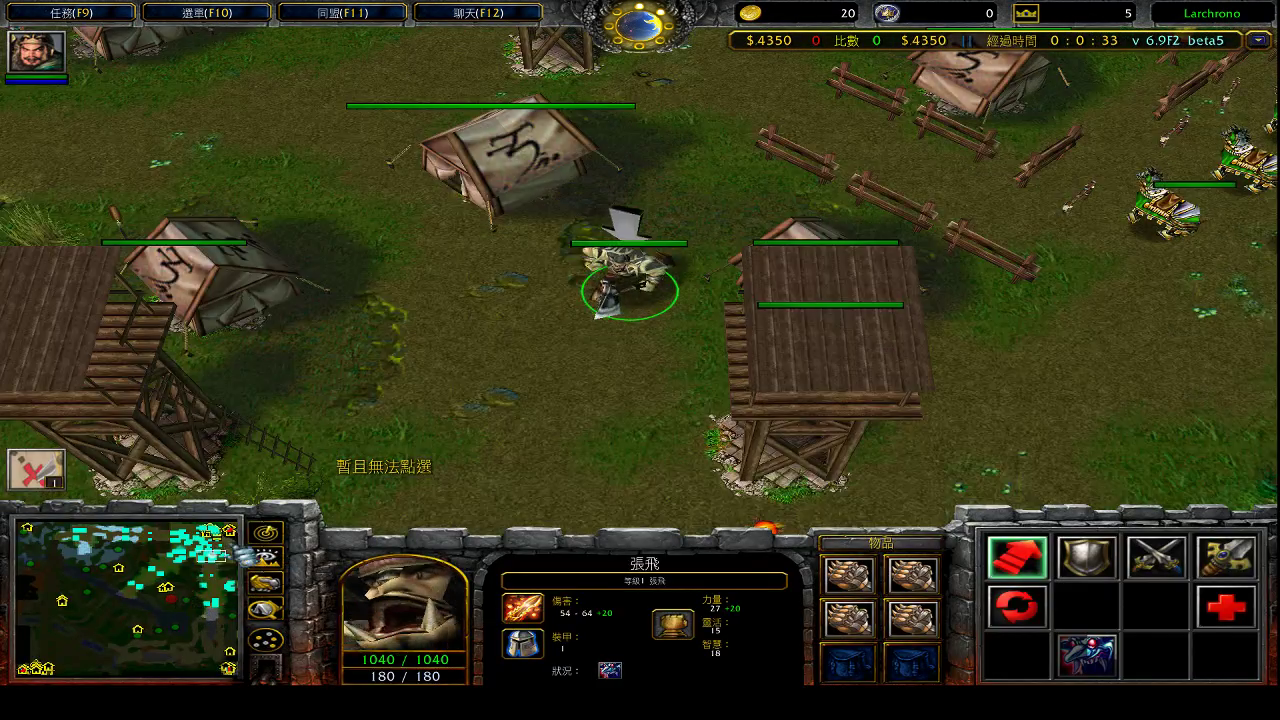 任務(F9) 選單(F10) 同盟(F11) 聊天(F12) 20 0 5 Larchrono
$.4350 0 比數 0 $.4350 || 經過時間 0 : 0 : 33 v 6.9F2 beta5
暫且無法點選
1
張飛
等級1 張飛
傷害：
54 - 64 +20
裝甲：
1
狀況：
力量：
27 +20
靈活：
15
智慧：
18
物品
1040 / 1040
180 / 180